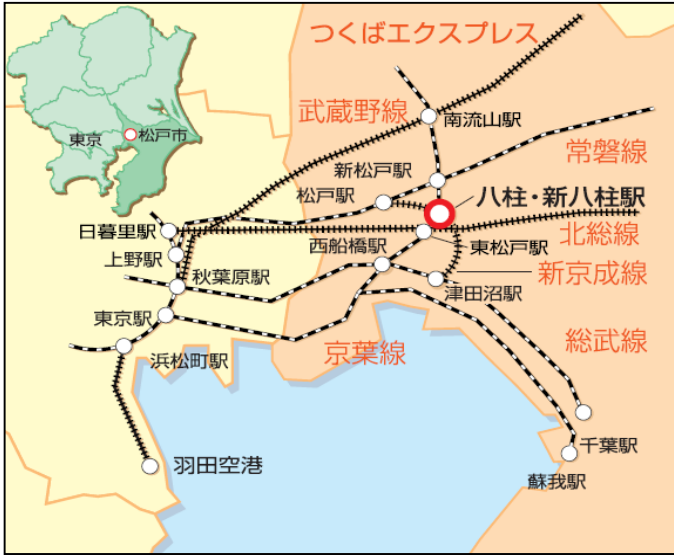 つくばエクスプレス
武蔵野線
南流山駅
東京
松戸市
新松戸駅
常磐線
松戸駅
八柱・新八柱駅
日暮里駅
北総線
西船橋駅
東松戸駅
上野駅
秋葉原駅
新京成線
津田沼駅
東京駅
総武線
京葉線
浜松町駅
千葉駅
羽田空港
蘇我駅